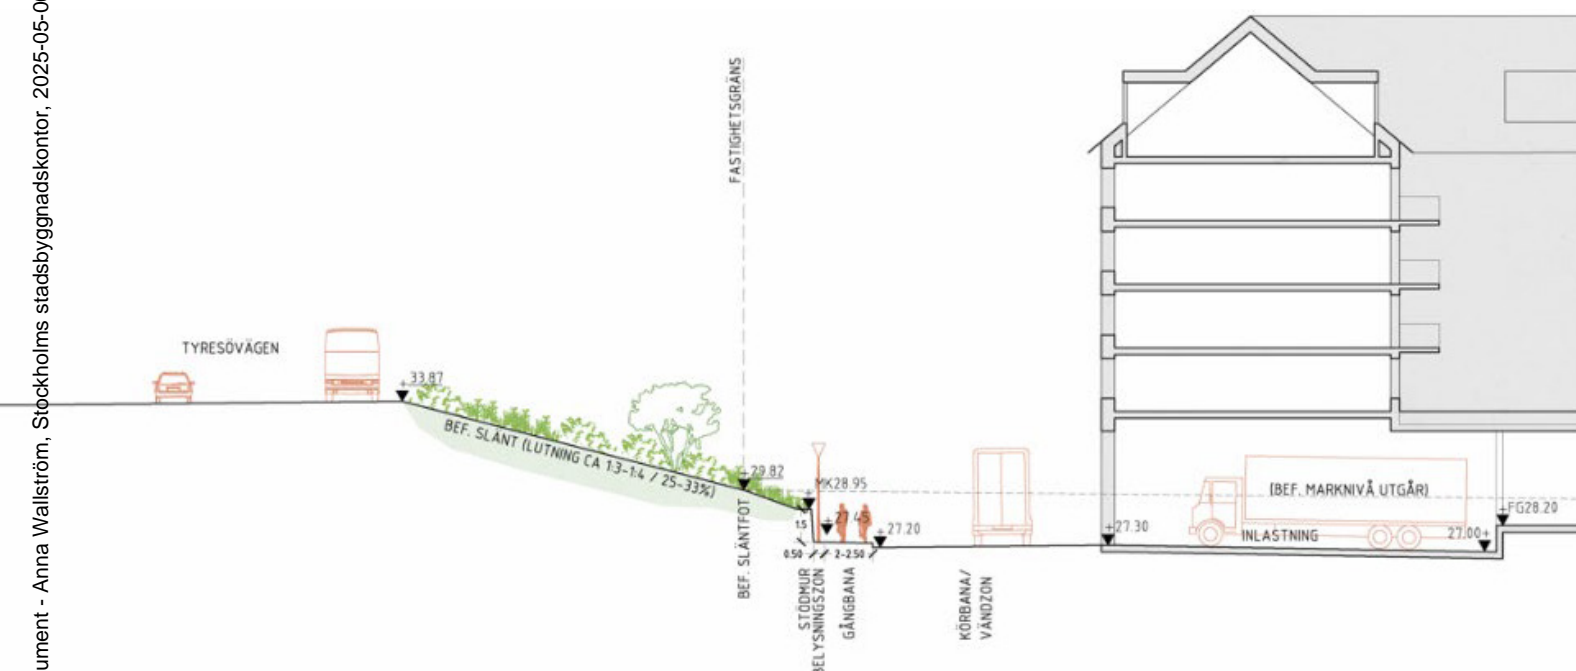 ument - Anna Wallström, Stockholms stadsbyggnadskontor, 2025-05-0
FASTIGHETSGRÄNS
TYRESÖVÄGEN
33.87
BEF. SLÄNT (LUTNING CA 1:3-1:4 / 25-33%)
+29.82
MK28.95
+27.45
+27.20
1.5
0.50
2-2.50
BEF. SLÄNTFOT
STÖDMUR
BELYSNINGSZON
GÅNGBANA
KÖRBANA/
VÄNDZON
+27.30
(BEF. MARKNIVÅ UTGÅR)
INLASTNING
27.00+
+FG28.20